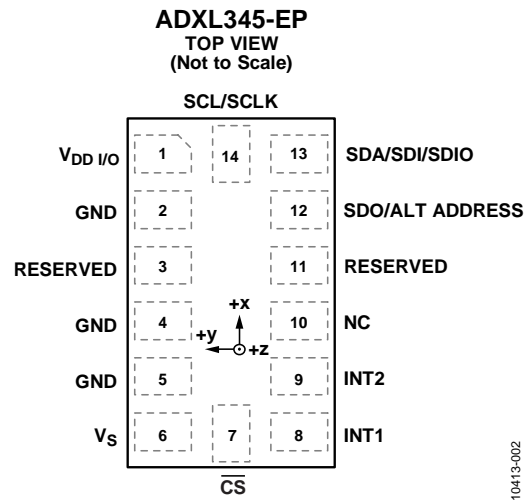 ADXL345-EP
TOP VIEW
(Not to Scale)
SCL/SCLK
VDD I/O 1 14 13 SDA/SDI/SDIO
GND 2 12 SDO/ALT ADDRESS
RESERVED 3 11 RESERVED
+x
GND 4 10 NC
+y +z
GND 5 9 INT2
VS 6 7 8 INT1
CS
10413-002